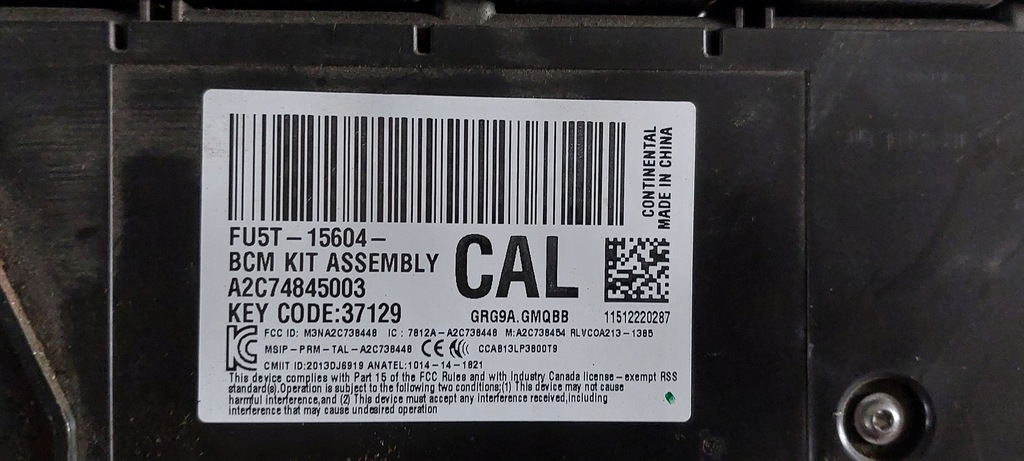 CONTINENTAL
MADE IN CHINA
FU5T-15604-
CAL
BCM KIT ASSEMBLY
A2C74845003
KEY CODE:37129
GRG9A.GMQBB
11512220287
FCC ID: M3NA2C738448 IC: 7812A-A2C738448 M:A2C738454 RLVCOA213-1385
MSIP-PRM-TAL-A2C738448 CE CCAB13LP3800T9
CMIIT ID:2013DJ6919 ANATEL:1014-14-1821
This device complies with Part 15 of the FCC Rules and with Industry Canada license-exempt RSS
standard(s).Operation is subject to the following two conditions:(1) This device may not cause
harmful interference,and (2) This device must accept any interference received,including
interference that may cause undesired operation